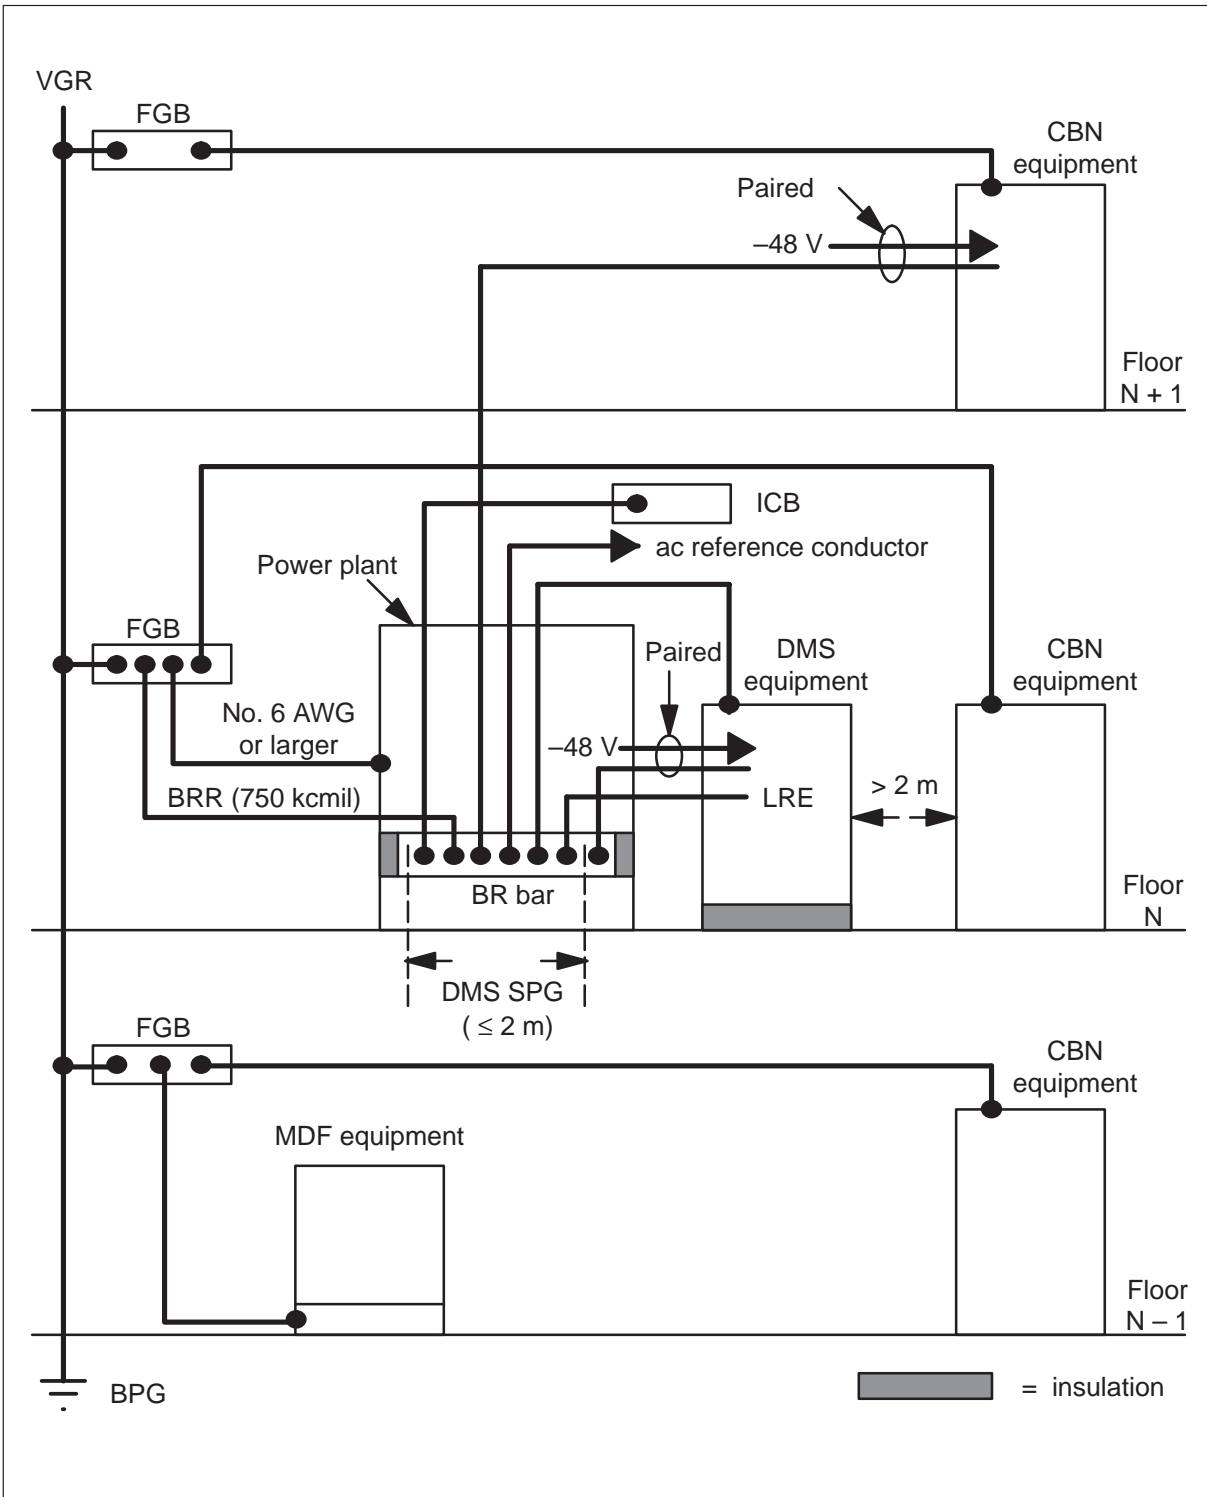 VGR
FGB
CBN
equipment
Paired
–48 V
Floor
N + 1
ICB
ac reference conductor
Power plant
FGB
Paired
DMS
equipment
CBN
equipment
No. 6 AWG
or larger
–48 V
> 2 m
BRR (750 kcmil)
LRE
BR bar
Floor
N
DMS SPG
( ≤ 2 m)
FGB
CBN
equipment
MDF equipment
Floor
N – 1
BPG
= insulation